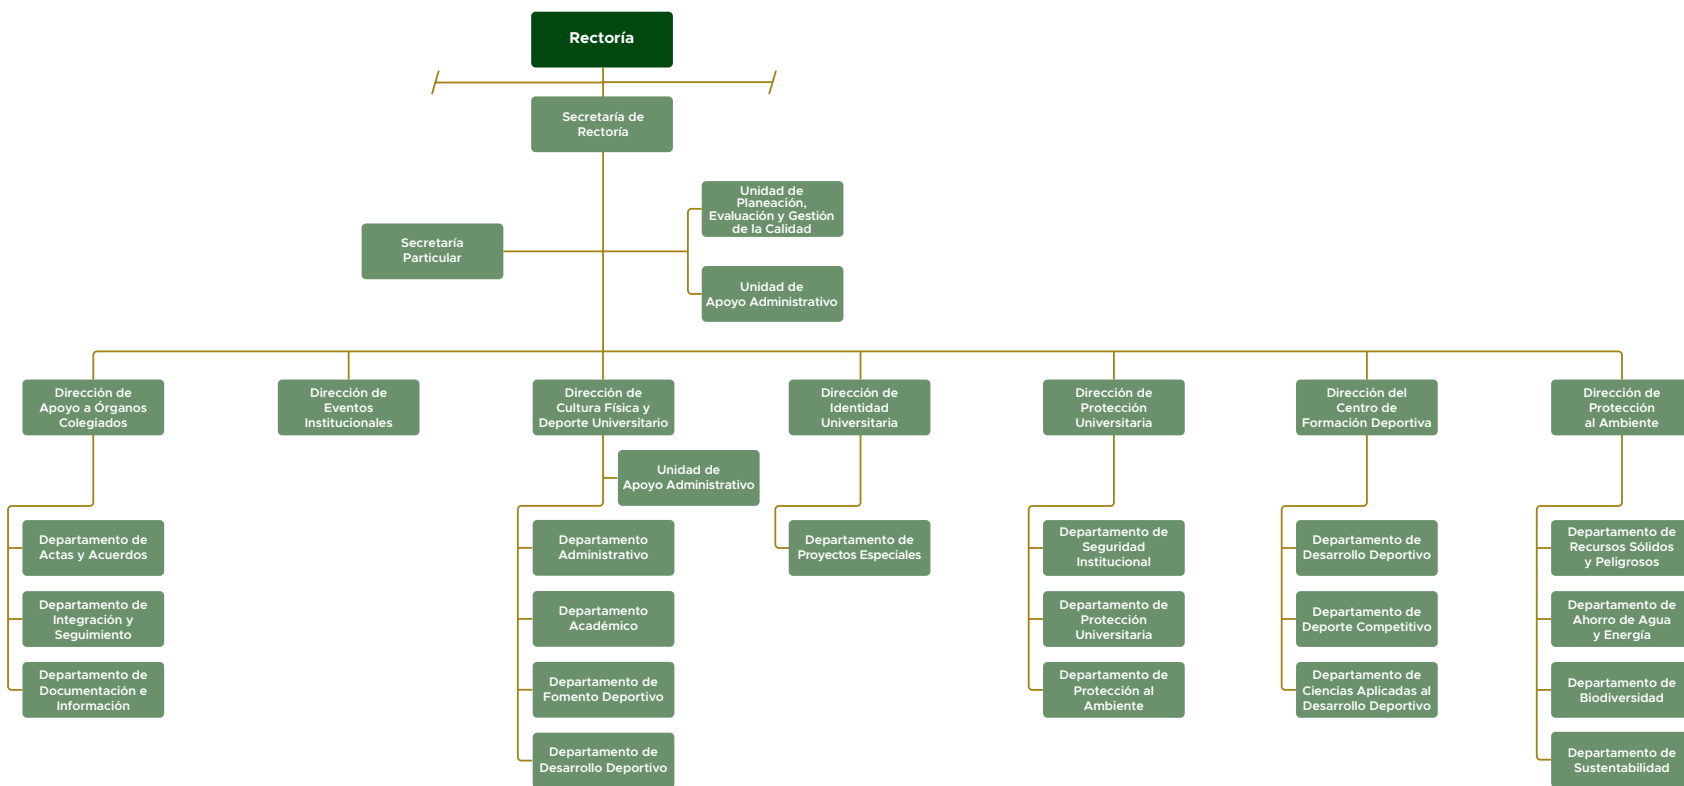 Rectoría
Secretaría de
Rectoría
Unidad de
Planeación,
Evaluación y Gestión
de la Calidad
Secretaría
Particular
Unidad de
Apoyo Administrativo
Dirección de
Apoyo a Órganos
Colegiados
Dirección de
Eventos
Institucionales
Dirección de
Cultura Física y
Deporte Universitario
Dirección de
Identidad
Universitaria
Dirección de
Protección
Universitaria
Dirección del
Centro de
Formación Deportiva
Dirección de
Protección
al Ambiente
Unidad de
Apoyo Administrativo
Departamento de
Actas y Acuerdos
Departamento
Administrativo
Departamento de
Proyectos Especiales
Departamento de
Seguridad
Institucional
Departamento de
Desarrollo Deportivo
Departamento de
Recursos Sólidos
y Peligrosos
Departamento de
Integración y
Seguimiento
Departamento
Académico
Departamento de
Protección
Universitaria
Departamento de
Deporte Competitivo
Departamento de
Ahorro de Agua
y Energía
Departamento de
Documentación e
Información
Departamento de
Fomento Deportivo
Departamento de
Protección al
Ambiente
Departamento de
Ciencias Aplicadas al
Desarrollo Deportivo
Departamento de
Biodiversidad
Departamento de
Desarrollo Deportivo
Departamento de
Sustentabilidad